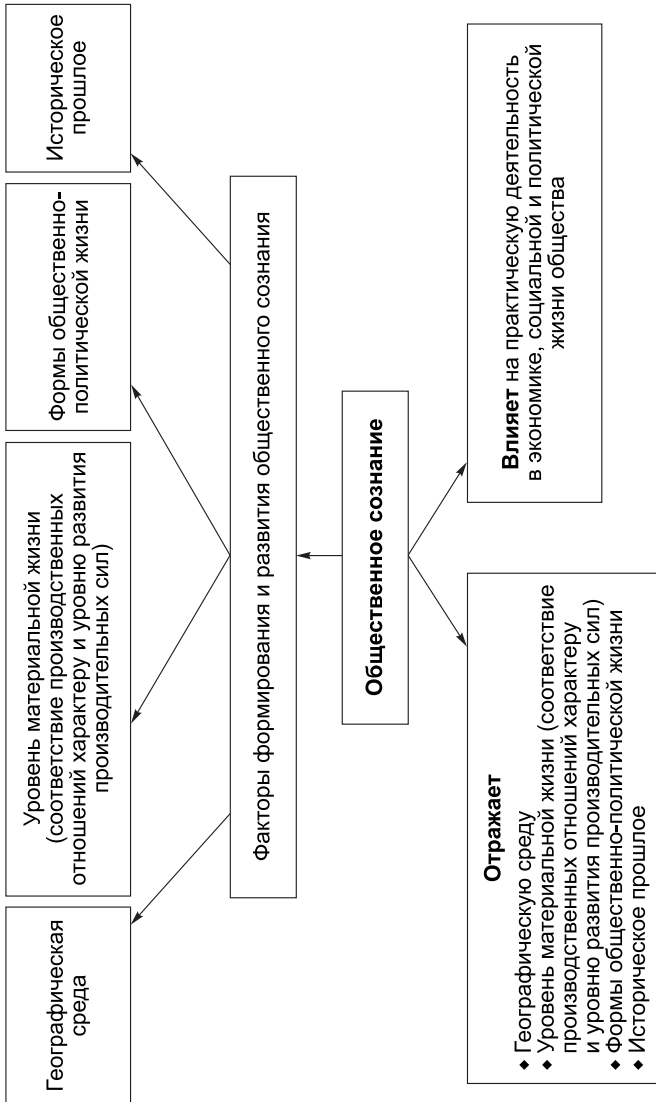 Географическая
среда
Уровень материальной жизни
(соответствие производственных
отношений характеру и уровню развития
производительных сил)
Формы общественно-
политической жизни
Историческое
прошлое
Факторы формирования и развития общественного сознания
Общественное сознание
Отражает
♦ Географическую среду
♦ Уровень материальной жизни (соответствие
производственных отношений характеру
и уровню развития производительных сил)
♦ Формы общественно-политической жизни
♦ Историческое прошлое
Влияет на практическую деятельность
в экономике, социальной и политической
жизни общества